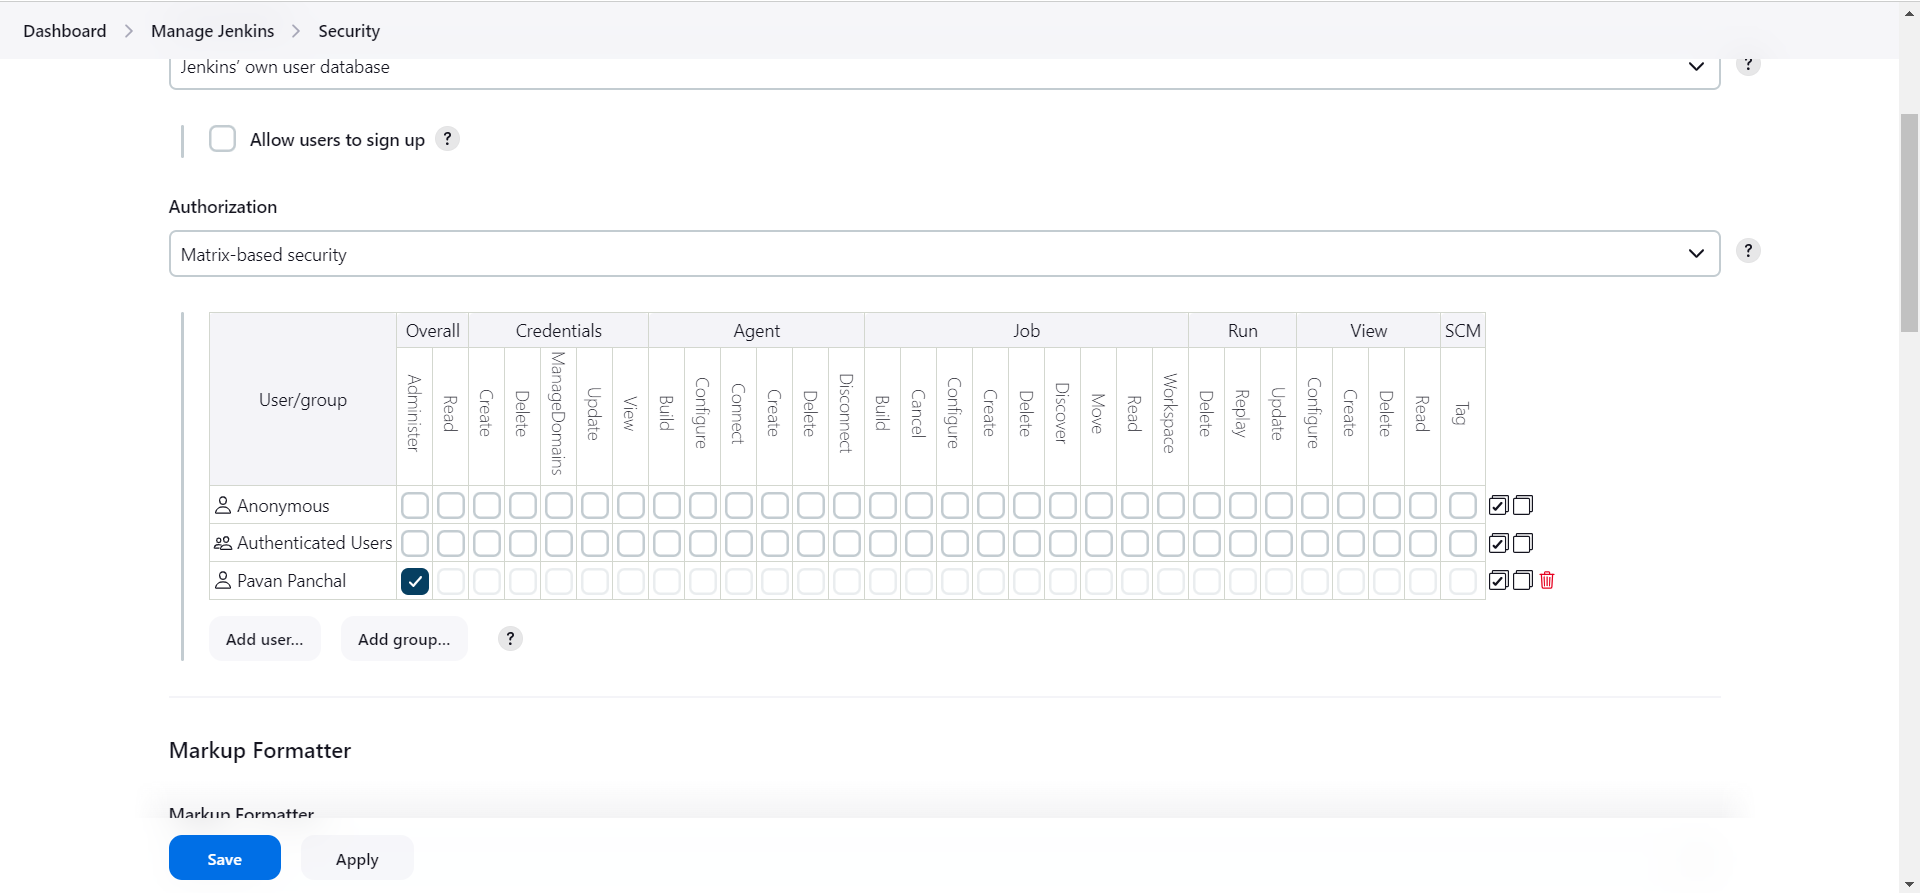 Dashboard > Manage Jenkins > Security
Jenkins' own user database
?
Allow users to sign up ?
Authorization
Matrix-based security
?
User/group
Overall Credentials Agent Job Run View SCM
Administer Read Create Delete ManageDomains Update View Build Configure Connect Create Delete Disconnect Build Cancel Configure Create Delete Discover Move Read Workspace Delete Replay Update Configure Create Delete Read Tag
Anonymous
Authenticated Users
Pavan Panchal
Add user... Add group... ?
Markup Formatter
Markup Formatter
Save Apply